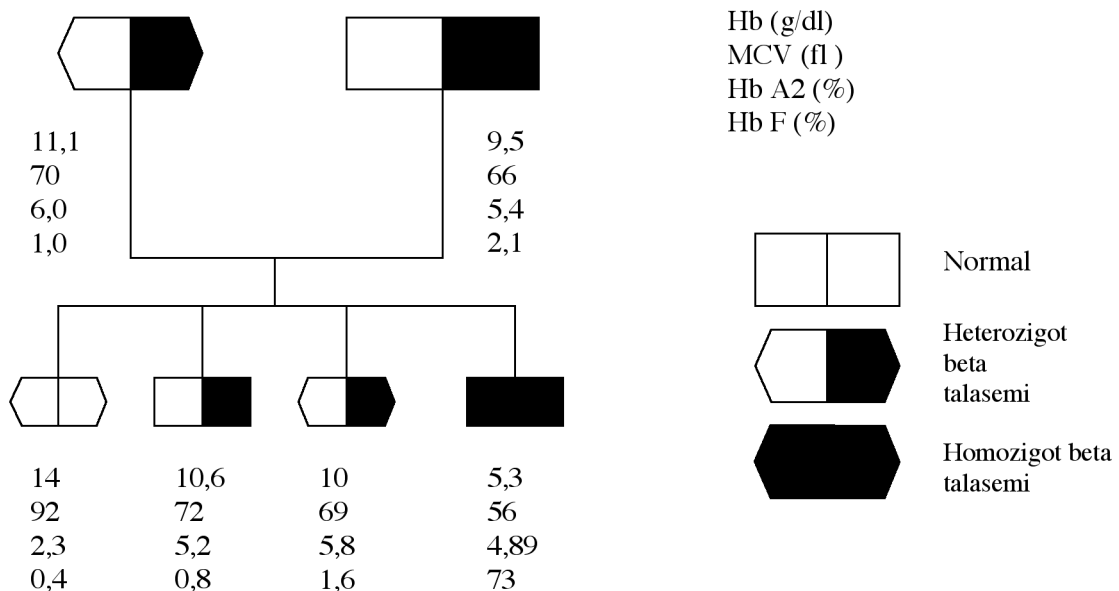 Hb (g/dl)
MCV (fl )
Hb A2 (%)
Hb F (%)
11,1
70
6,0
1,0
9,5
66
5,4
2,1
Normal
Heterozigot
beta
talasemi
Homozigot beta
talasemi
14
92
2,3
0,4
10,6
72
5,2
0,8
10
69
5,8
1,6
5,3
56
4,89
73